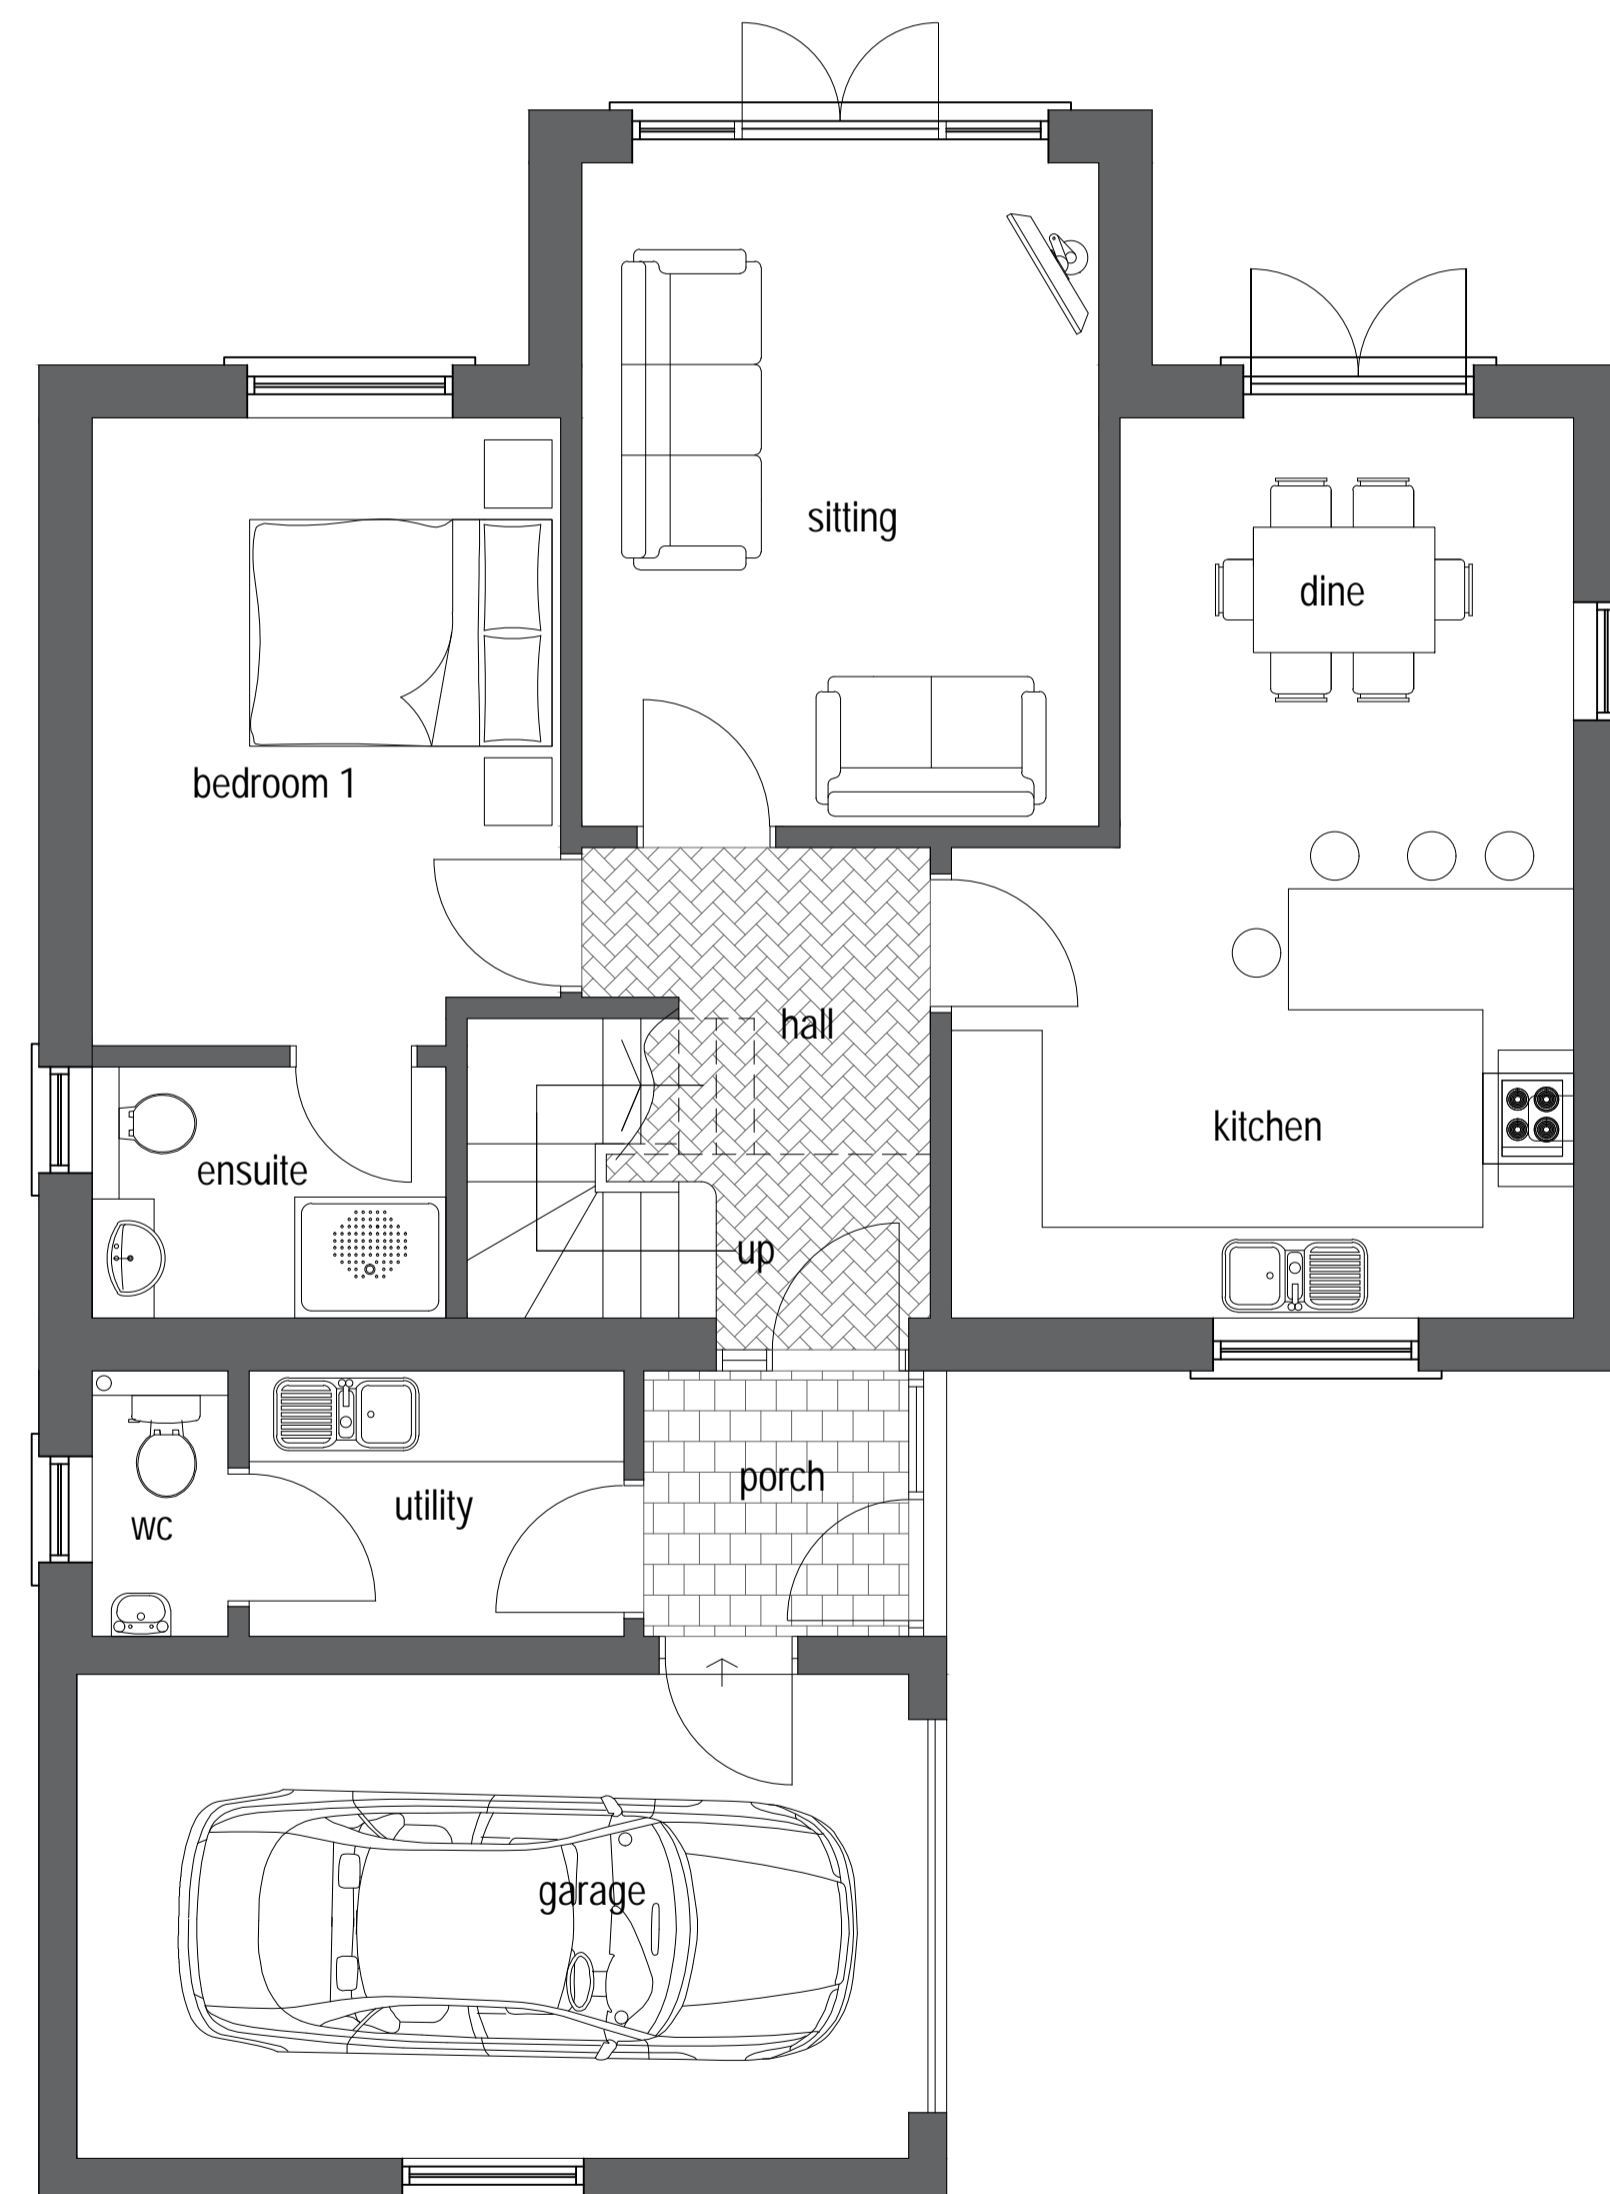 sitting
dine
bedroom 1
hall
kitchen
ensuite
up
porch
utility
wc
garage